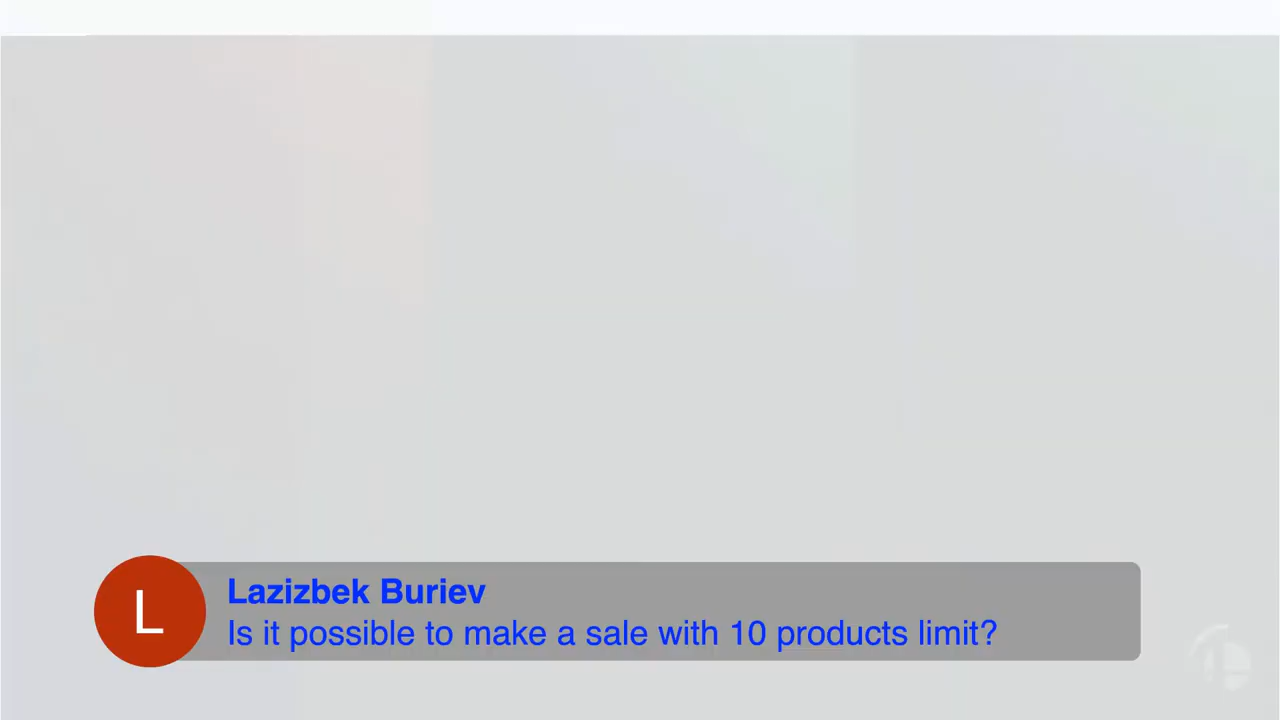 L
Lazizbek Buriev
Is it possible to make a sale with 10 products limit?